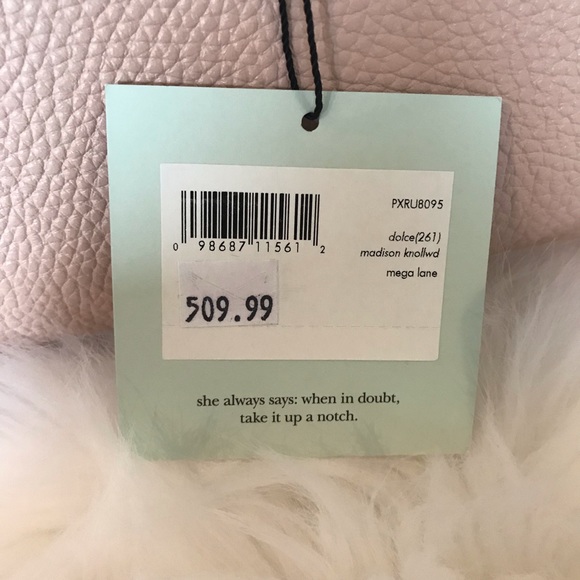 PXRU8095
0 98687 11561 2
dolce(261)
madison knollwd
mega lane
509.99
she always says: when in doubt,
take it up a notch.